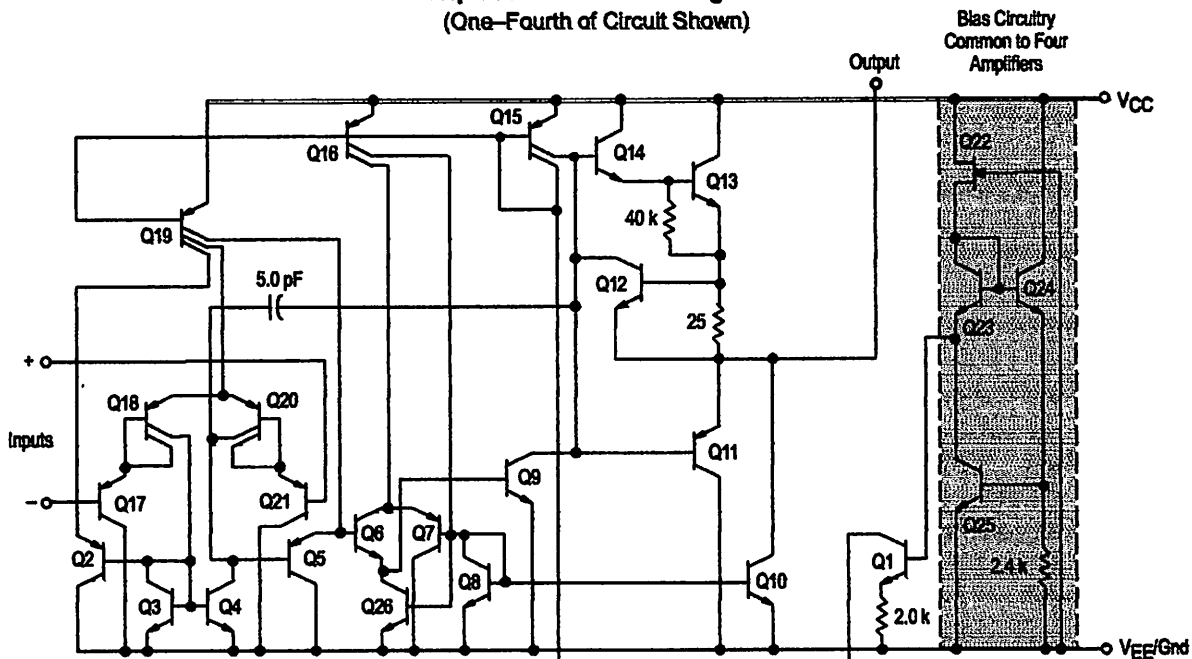 (One–Fourth of Circuit Shown)
Bias Circuitry
Common to Four
Amplifiers
Output
VCC
Q15
Q16
Q14
Q22
Q13
40 k
Q19
5.0 pF
Q12
Q24
25
Q23
+
Q18
Q20
Inputs
Q9
Q11
–
Q17
Q21
Q25
Q2
Q5
Q6
Q7
Q1
Q8
Q10
2.4 k
Q3
Q4
Q26
2.0 k
VEE/Gnd